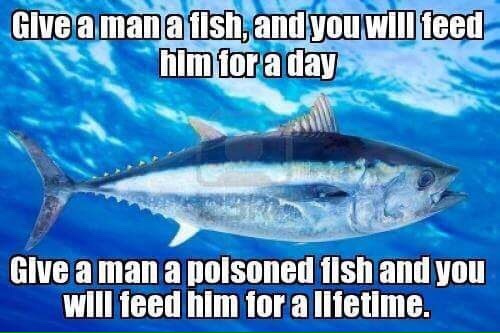 Give a man a fish, and you will feed
him for a day
Give a man a poisoned fish and you
will feed him for a lifetime.